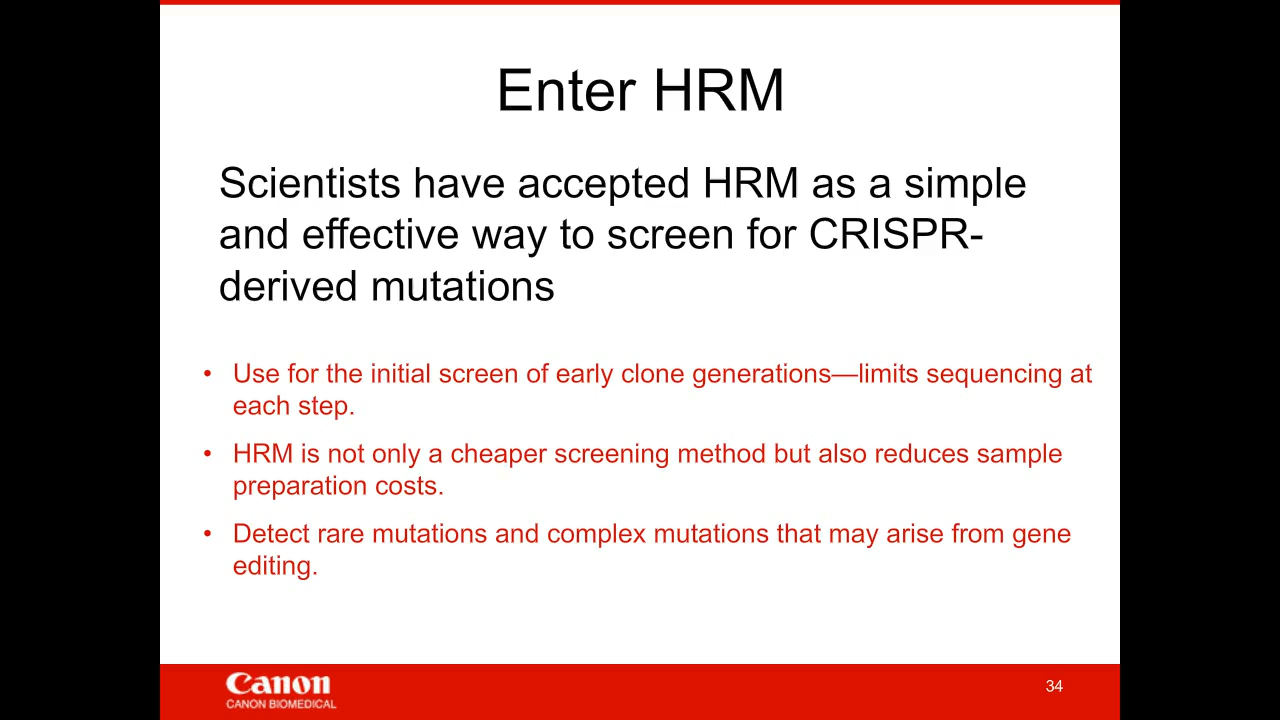 Enter HRM
Scientists have accepted HRM as a simple
and effective way to screen for CRISPR-
derived mutations
• Use for the initial screen of early clone generations—limits sequencing at
each step.
• HRM is not only a cheaper screening method but also reduces sample
preparation costs.
• Detect rare mutations and complex mutations that may arise from gene
editing.
Canon
CANON BIOMEDICAL
34